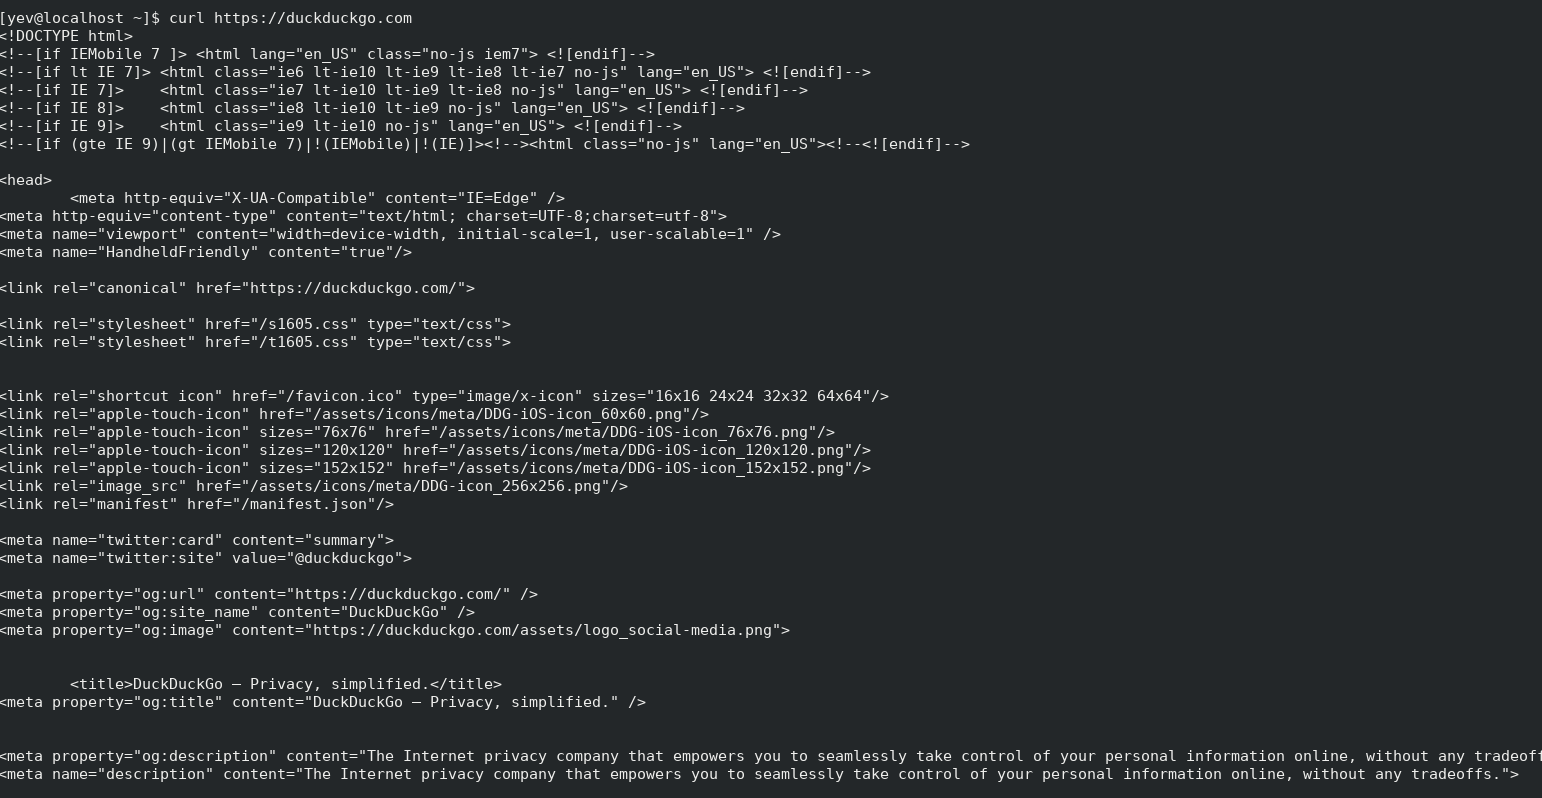 [yev@localhost ~]$ curl https://duckduckgo.com
<!DOCTYPE html>
<!--[if IEMobile 7 ]> <html lang="en_US" class="no-js iem7"> <![endif]-->
<!--[if lt IE 7]> <html class="ie6 lt-ie10 lt-ie9 lt-ie8 lt-ie7 no-js" lang="en_US"> <![endif]-->
<!--[if IE 7]>    <html class="ie7 lt-ie10 lt-ie9 lt-ie8 no-js" lang="en_US"> <![endif]-->
<!--[if IE 8]>    <html class="ie8 lt-ie10 lt-ie9 no-js" lang="en_US"> <![endif]-->
<!--[if IE 9]>    <html class="ie9 lt-ie10 no-js" lang="en_US"> <![endif]-->
<!--[if (gte IE 9)|(gt IEMobile 7)|!(IEMobile)|!(IE)]><!--><html class="no-js" lang="en_US"><!--<![endif]-->
<head>
        <meta http-equiv="X-UA-Compatible" content="IE=Edge" />
<meta http-equiv="content-type" content="text/html; charset=UTF-8;charset=utf-8">
<meta name="viewport" content="width=device-width, initial-scale=1, user-scalable=1" />
<meta name="HandheldFriendly" content="true"/>
<link rel="canonical" href="https://duckduckgo.com/">
<link rel="stylesheet" href="/s1605.css" type="text/css">
<link rel="stylesheet" href="/t1605.css" type="text/css">
<link rel="shortcut icon" href="/favicon.ico" type="image/x-icon" sizes="16x16 24x24 32x32 64x64"/>
<link rel="apple-touch-icon" href="/assets/icons/meta/DDG-iOS-icon_60x60.png"/>
<link rel="apple-touch-icon" sizes="76x76" href="/assets/icons/meta/DDG-iOS-icon_76x76.png"/>
<link rel="apple-touch-icon" sizes="120x120" href="/assets/icons/meta/DDG-iOS-icon_120x120.png"/>
<link rel="apple-touch-icon" sizes="152x152" href="/assets/icons/meta/DDG-iOS-icon_152x152.png"/>
<link rel="image_src" href="/assets/icons/meta/DDG-icon_256x256.png"/>
<link rel="manifest" href="/manifest.json"/>
<meta name="twitter:card" content="summary">
<meta name="twitter:site" value="@duckduckgo">
<meta property="og:url" content="https://duckduckgo.com/" />
<meta property="og:site_name" content="DuckDuckGo" />
<meta property="og:image" content="https://duckduckgo.com/assets/logo_social-media.png">
        <title>DuckDuckGo — Privacy, simplified.</title>
<meta property="og:title" content="DuckDuckGo — Privacy, simplified." />
<meta property="og:description" content="The Internet privacy company that empowers you to seamlessly take control of your personal information online, without any tradeoff
<meta name="description" content="The Internet privacy company that empowers you to seamlessly take control of your personal information online, without any tradeoffs.">